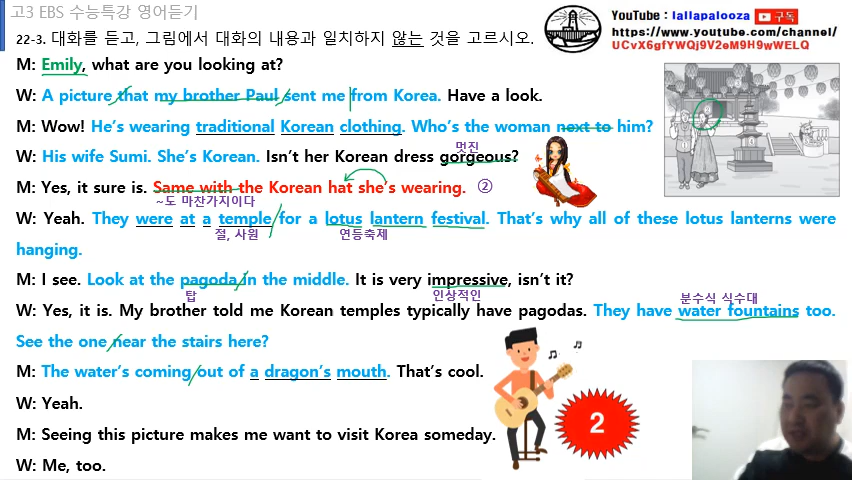 고3 EBS 수능특강 영어듣기
YouTube : lallapalooza 구독
https://www.youtube.com/channel/
UCvX6gfYWQj9V2eM9H9wWELQ
22-3. 대화를 듣고, 그림에서 대화의 내용과 일치하지 않는 것을 고르시오.
M: Emily, what are you looking at?
W: A picture that my brother Paul sent me from Korea. Have a look.
M: Wow! He's wearing traditional Korean clothing. Who's the woman next to him?
멋진
W: His wife Sumi. She's Korean. Isn't her Korean dress gorgeous?
M: Yes, it sure is. Same with the Korean hat she's wearing. ②
~도 마찬가지이다
W: Yeah. They were at a temple for a lotus lantern festival. That's why all of these lotus lanterns were
절, 사원 연등축제
hanging.
M: I see. Look at the pagoda in the middle. It is very impressive, isn't it?
탑 인상적인 분수식 식수대
W: Yes, it is. My brother told me Korean temples typically have pagodas. They have water fountains too.
See the one near the stairs here?
M: The water's coming out of a dragon's mouth. That's cool.
W: Yeah.
M: Seeing this picture makes me want to visit Korea someday.
W: Me, too.
2